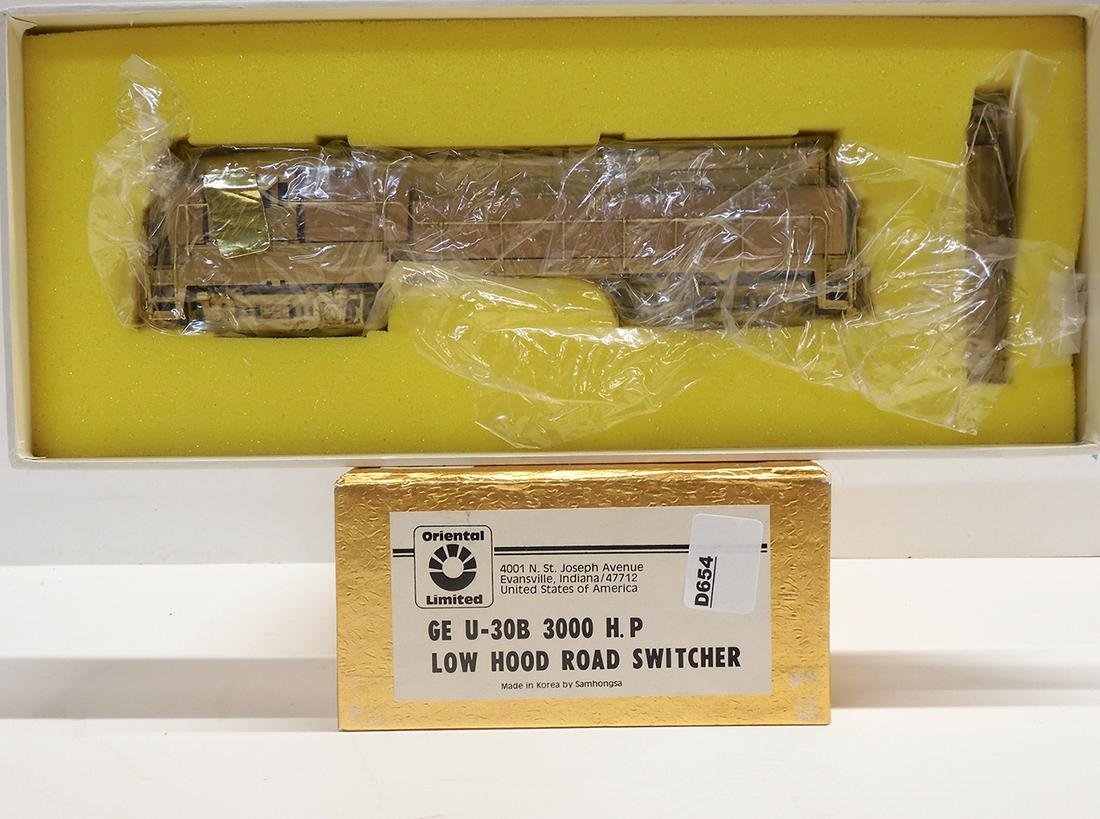 Oriental
Limited
4001 N. St. Joseph Avenue
Evansville, Indiana/47712
United States of America
D654
GE U-30B 3000 H.P
LOW HOOD ROAD SWITCHER
Made in Korea by Samhongsa